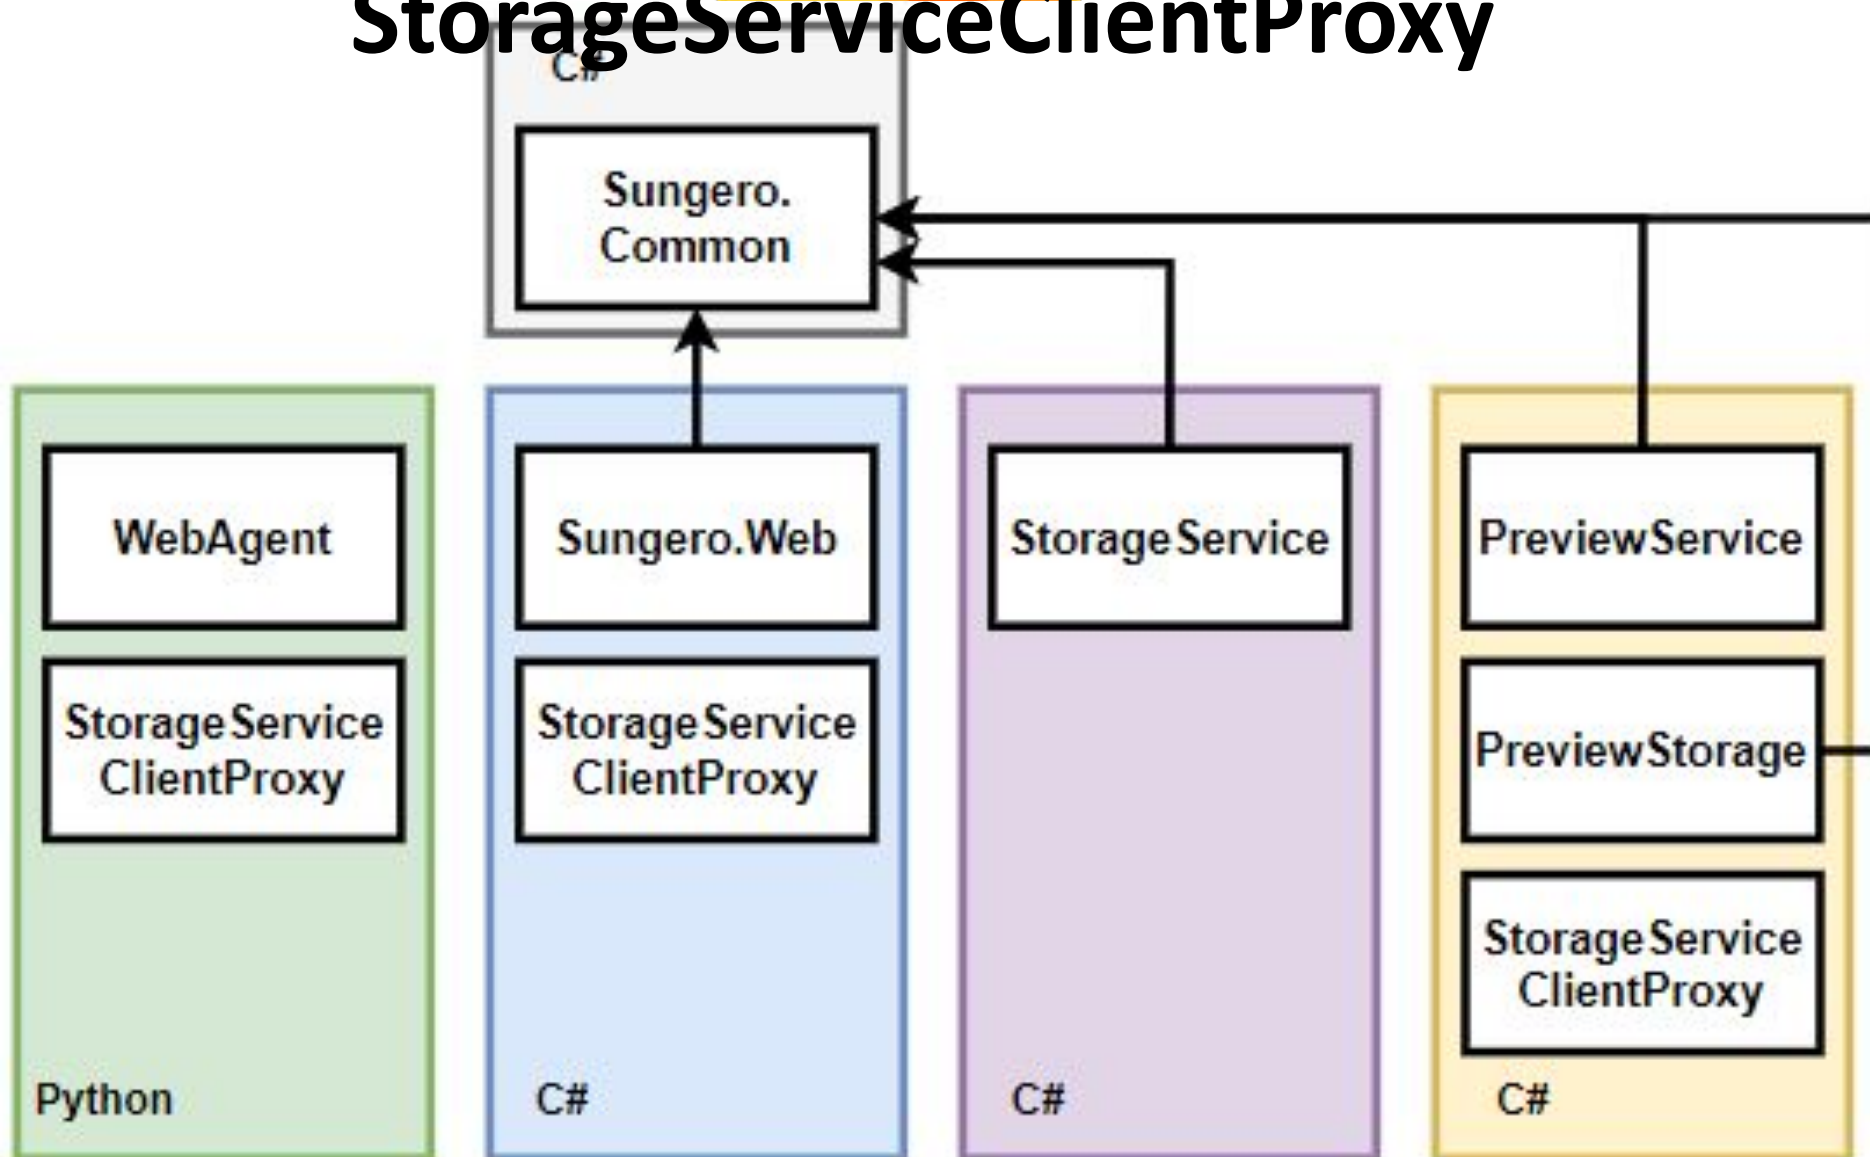 StorageServiceClientProxy
C#
Sungero.
Common
WebAgent
StorageService
ClientProxy
Python
Sungero.Web
StorageService
ClientProxy
C#
StorageService
C#
PreviewService
PreviewStorage
StorageService
ClientProxy
C#